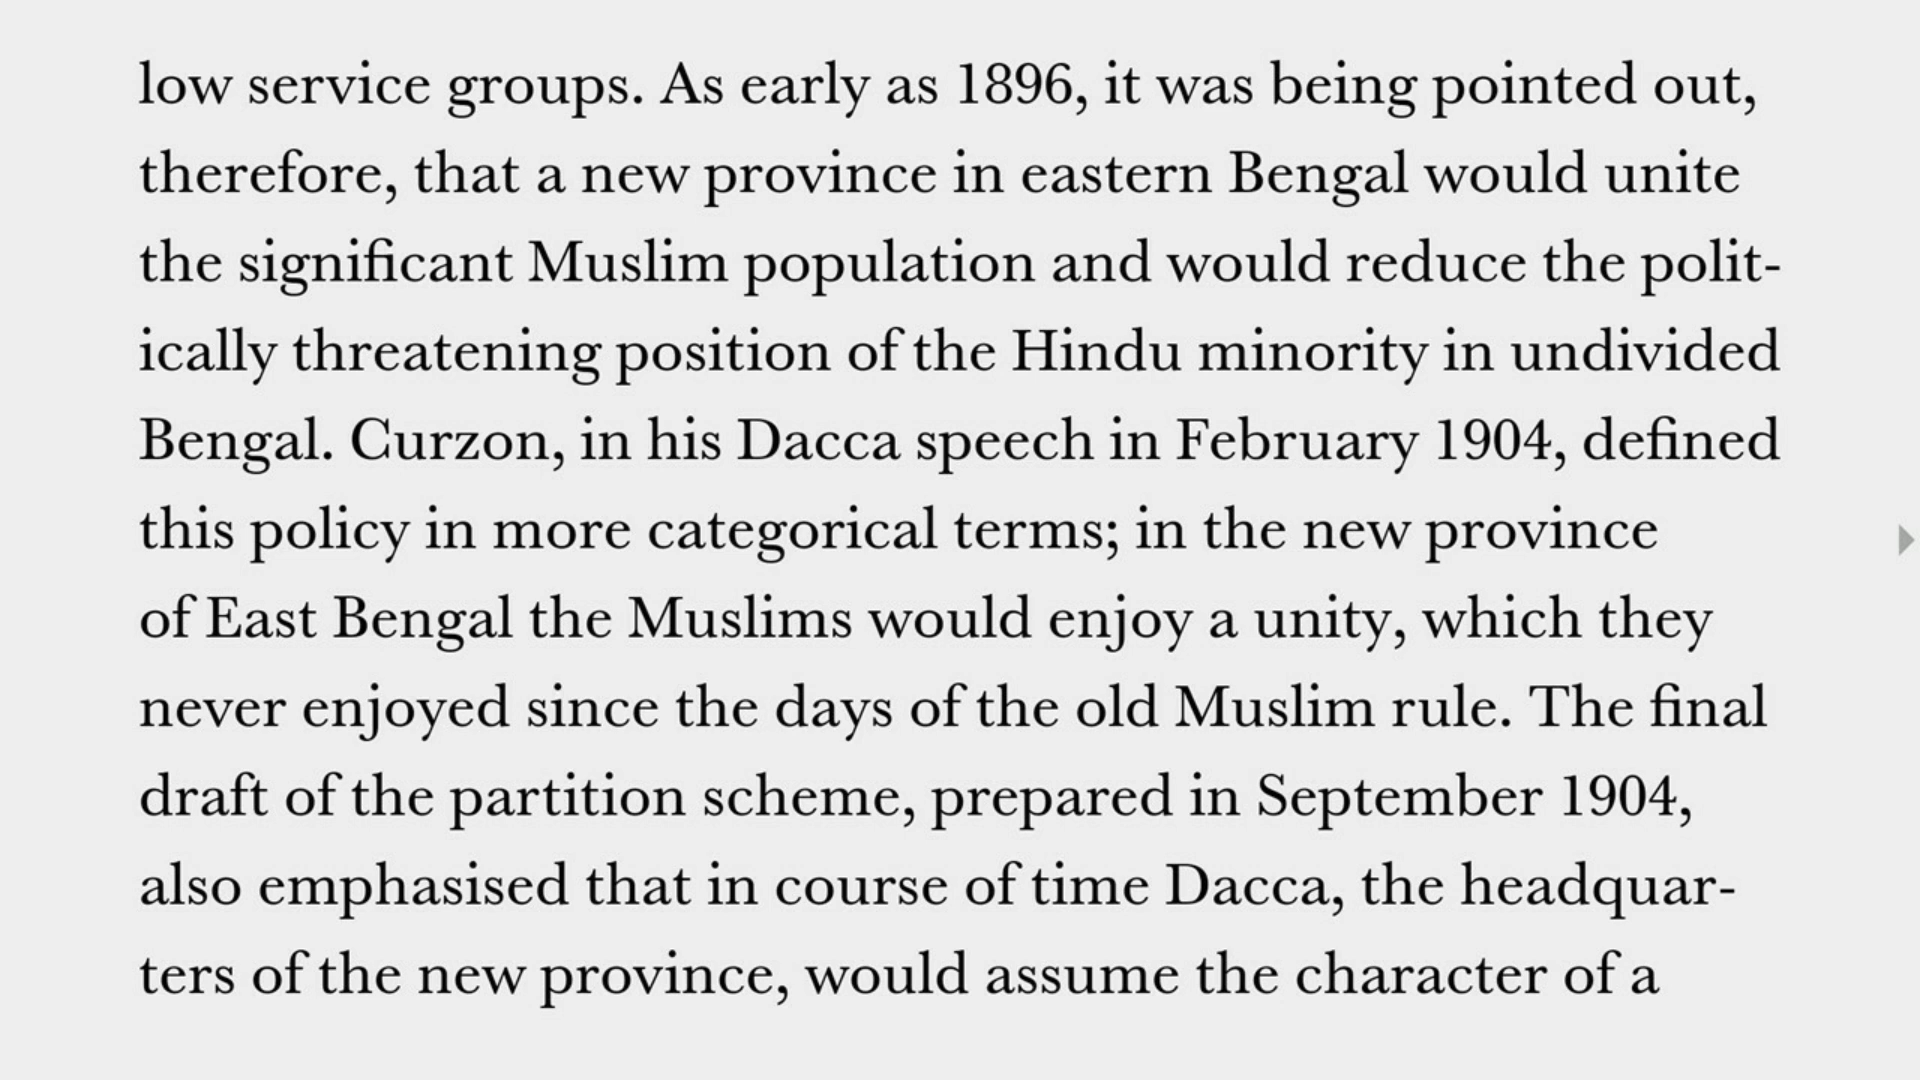 low service groups. As early as 1896, it was being pointed out,
therefore, that a new province in eastern Bengal would unite
the significant Muslim population and would reduce the polit-
ically threatening position of the Hindu minority in undivided
Bengal. Curzon, in his Dacca speech in February 1904, defined
this policy in more categorical terms; in the new province
of East Bengal the Muslims would enjoy a unity, which they
never enjoyed since the days of the old Muslim rule. The final
draft of the partition scheme, prepared in September 1904,
also emphasised that in course of time Dacca, the headquar-
ters of the new province, would assume the character of a